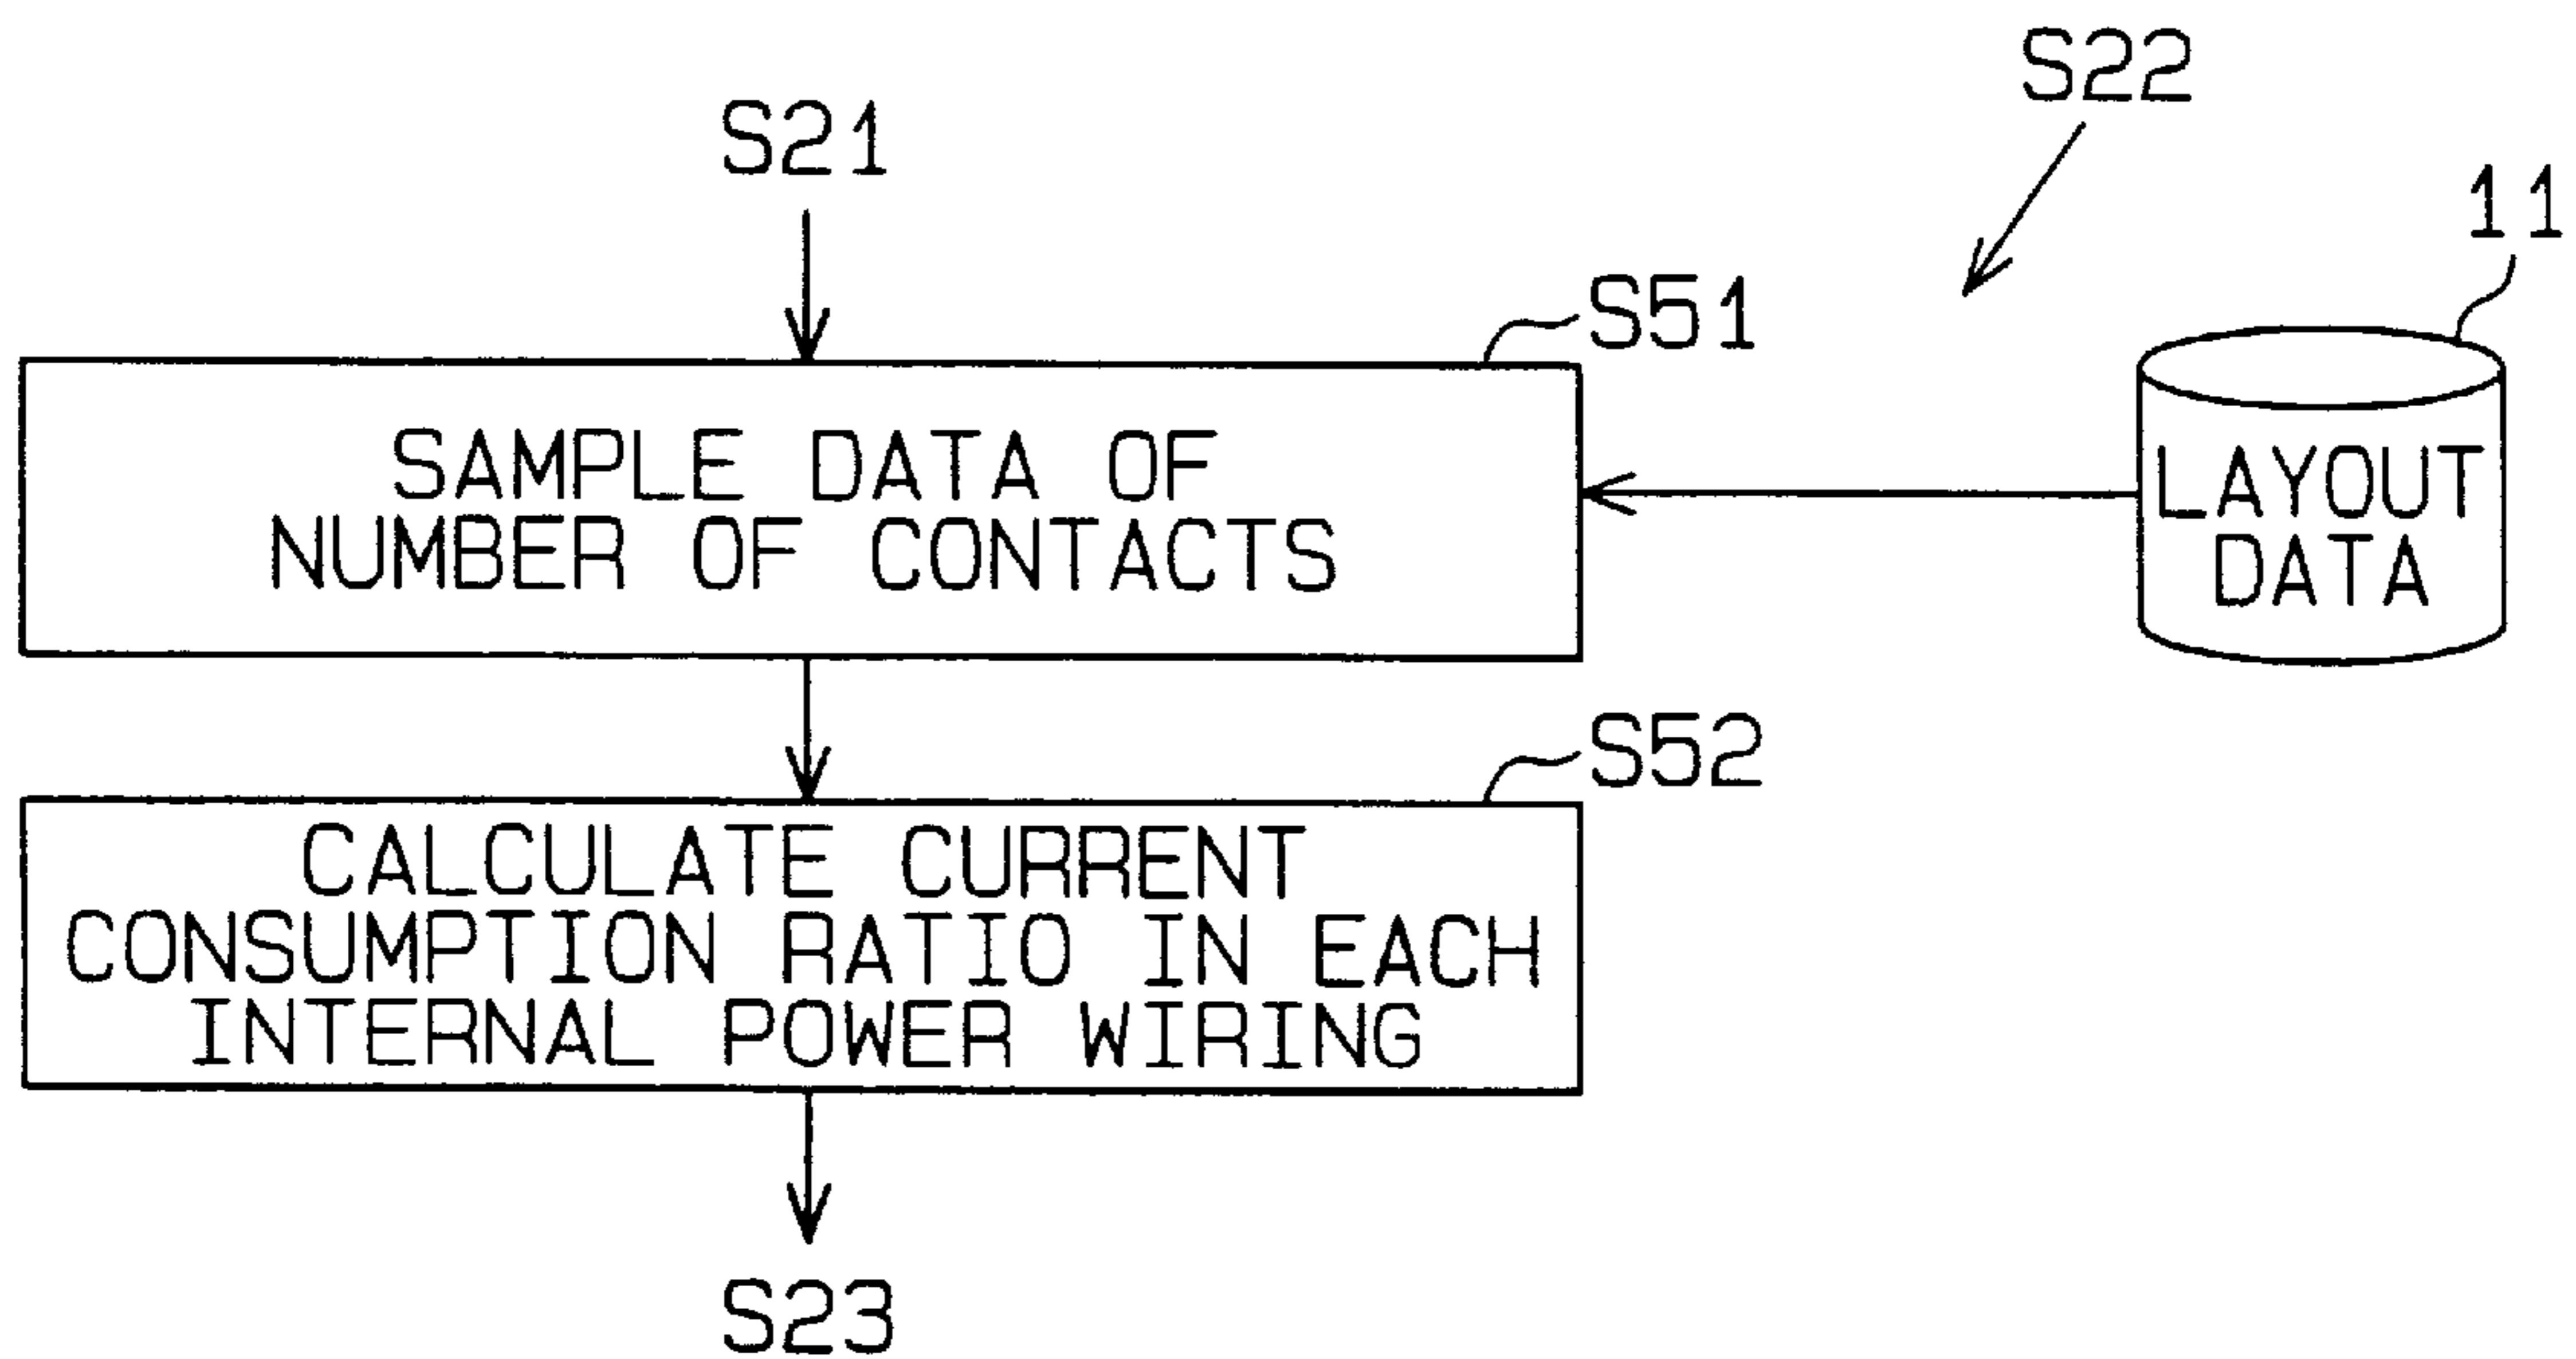 S22
S21
11
S51
SAMPLE DATA OF
NUMBER OF CONTACTS
LAYOUT
DATA
S52
CALCULATE CURRENT
CONSUMPTION RATIO IN EACH
INTERNAL POWER WIRING
S23